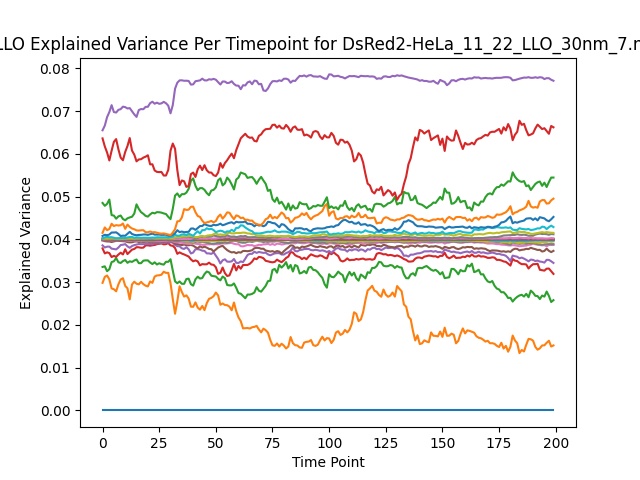 LLO Explained Variance Per Timepoint for DsRed2-HeLa_11_22_LLO_30nm_7.
Explained Variance
0.08
0.07
0.06
0.05
0.04
0.03
0.02
0.01
0.00
0 25 50 75 100 125 150 175 200
Time Point